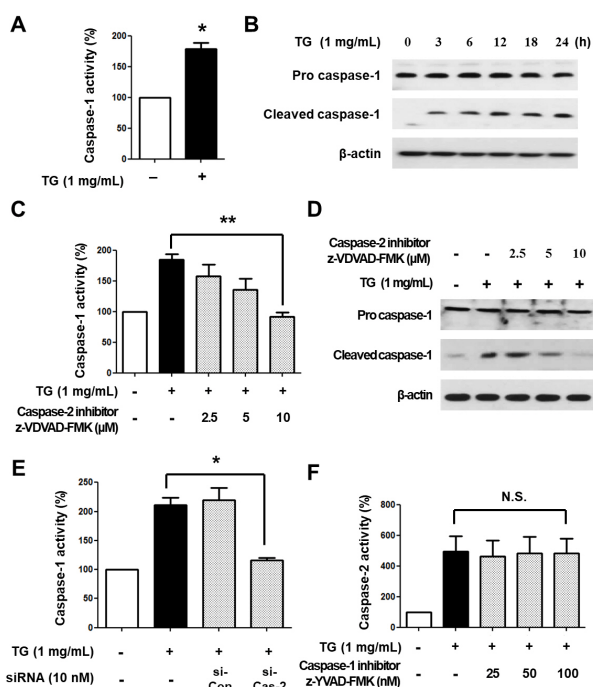 A
Caspase-1 activity (%)
200
150
100
50
0
*
TG (1 mg/mL) – +
B
TG (1 mg/mL) 0 3 6 12 18 24 (h)
Pro caspase-1
Cleaved caspase-1
β-actin
C
Caspase-1 activity (%)
200
150
100
50
0
**
TG (1 mg/mL) - + + + +
Caspase-2 inhibitor
z-VDVAD-FMK (μM) - - 2.5 5 10
D
Caspase-2 inhibitor
z-VDVAD-FMK (μM) - - 2.5 5 10
TG (1 mg/mL) - + + + +
Pro caspase-1
Cleaved caspase-1
β-actin
E
Caspase-1 activity (%)
250
200
150
100
50
0
*
TG (1 mg/mL) - + + +
siRNA (10 nM) - - si- si-
Con Cas-2
F
Caspase-2 activity (%)
800
600
400
200
0
N.S.
TG (1 mg/mL) - + + + +
Caspase-1 inhibitor
z-YVAD-FMK (nM) - - 25 50 100